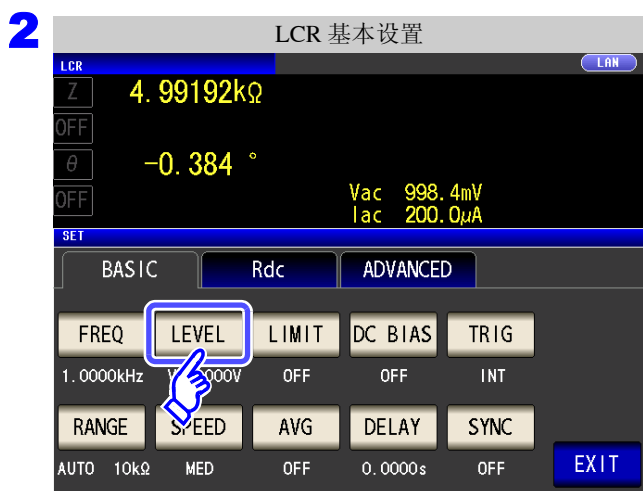 2
LCR 基本设置
LCR
LAN
Z 4.99192kΩ
OFF
θ -0.384 °
OFF
Vac 998.4mV
Iac 200.0μA
SET
BASIC Rdc ADVANCED
FREQ LEVEL LIMIT DC BIAS TRIG
1.0000kHz 000V OFF OFF INT
RANGE SPEED AVG DELAY SYNC
AUTO 10kΩ MED OFF 0.0000s OFF
EXIT